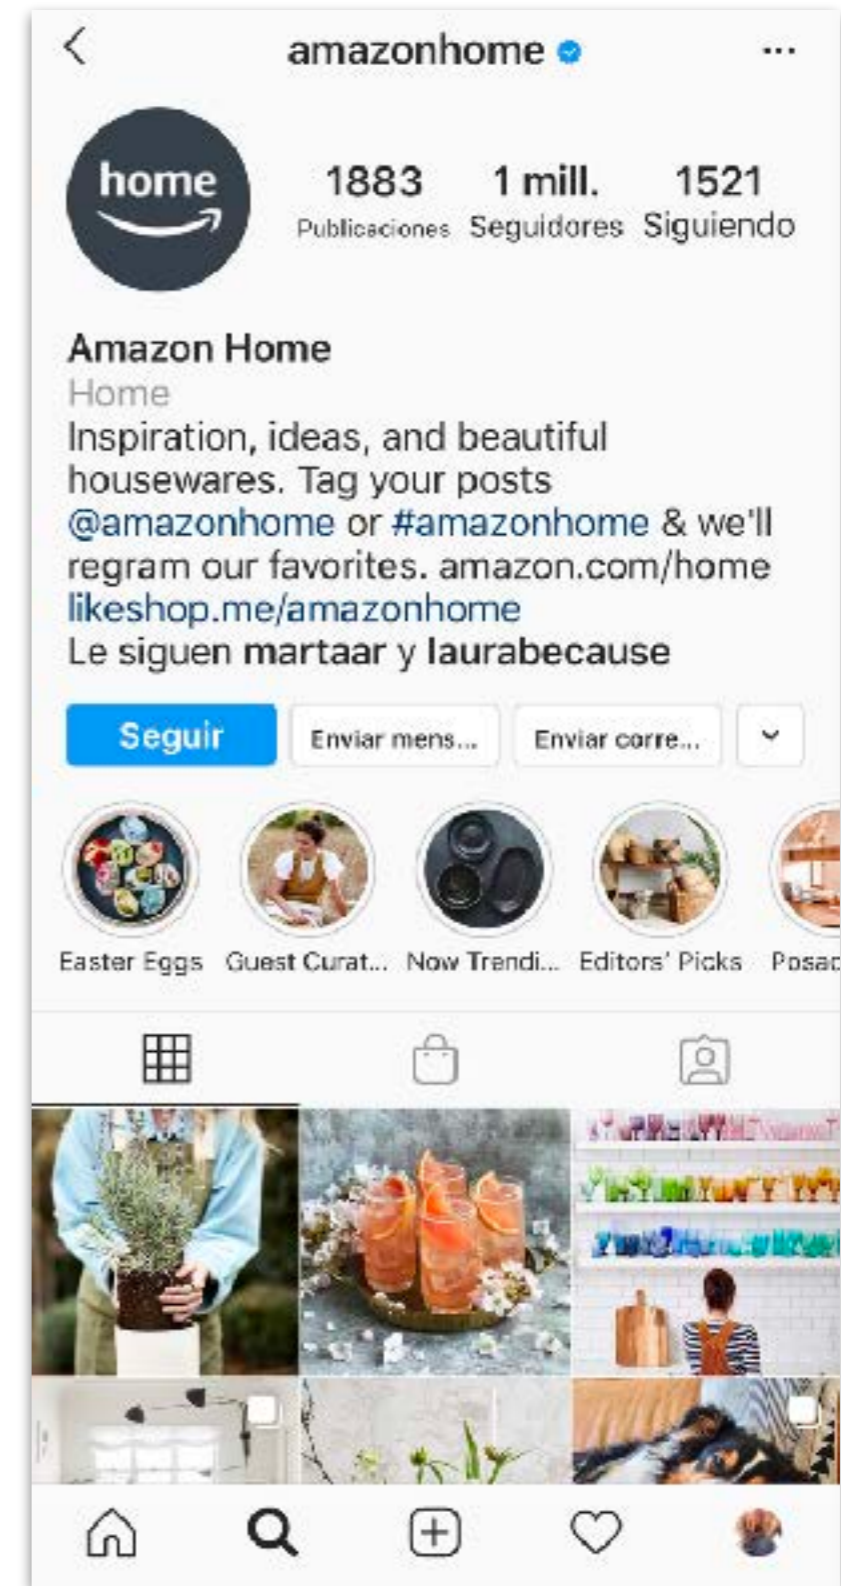 amazonhome
home
1883 1 mill. 1521
Publicaciones Seguidores Siguiendo
Amazon Home
Home
Inspiration, ideas, and beautiful
housewares. Tag your posts
@amazonhome or #amazonhome & we'll
regram our favorites. amazon.com/home
likeshop.me/amazonhome
Le siguen martaar y laurabecause
Seguir Enviar mens... Enviar corre...
Easter Eggs Guest Curat... Now Trendi... Editors' Picks Posad